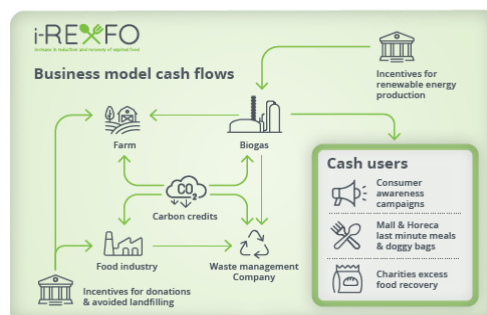 i-REXFO
Business model cash flows
Incentives for
renewable energy
production
Farm
Biogas
Cash users
Consumer
awareness
campaigns
CO2
Carbon credits
Mall & Horeca
last minute meals
& doggy bags
Food industry
Waste management
Company
Charities excess
food recovery
Incentives for donations
& avoided landfilling